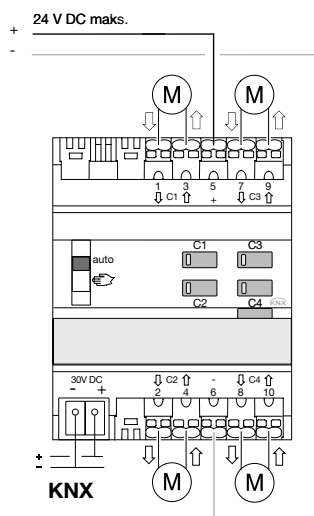 + 24 V DC maks.
-
M M
1 3 5 7 9
C1 + C3
auto C1 C3
C2 C4 KNX
30V DC C2 - C4
- + 2 4 6 8 10
+
-
M M
KNX